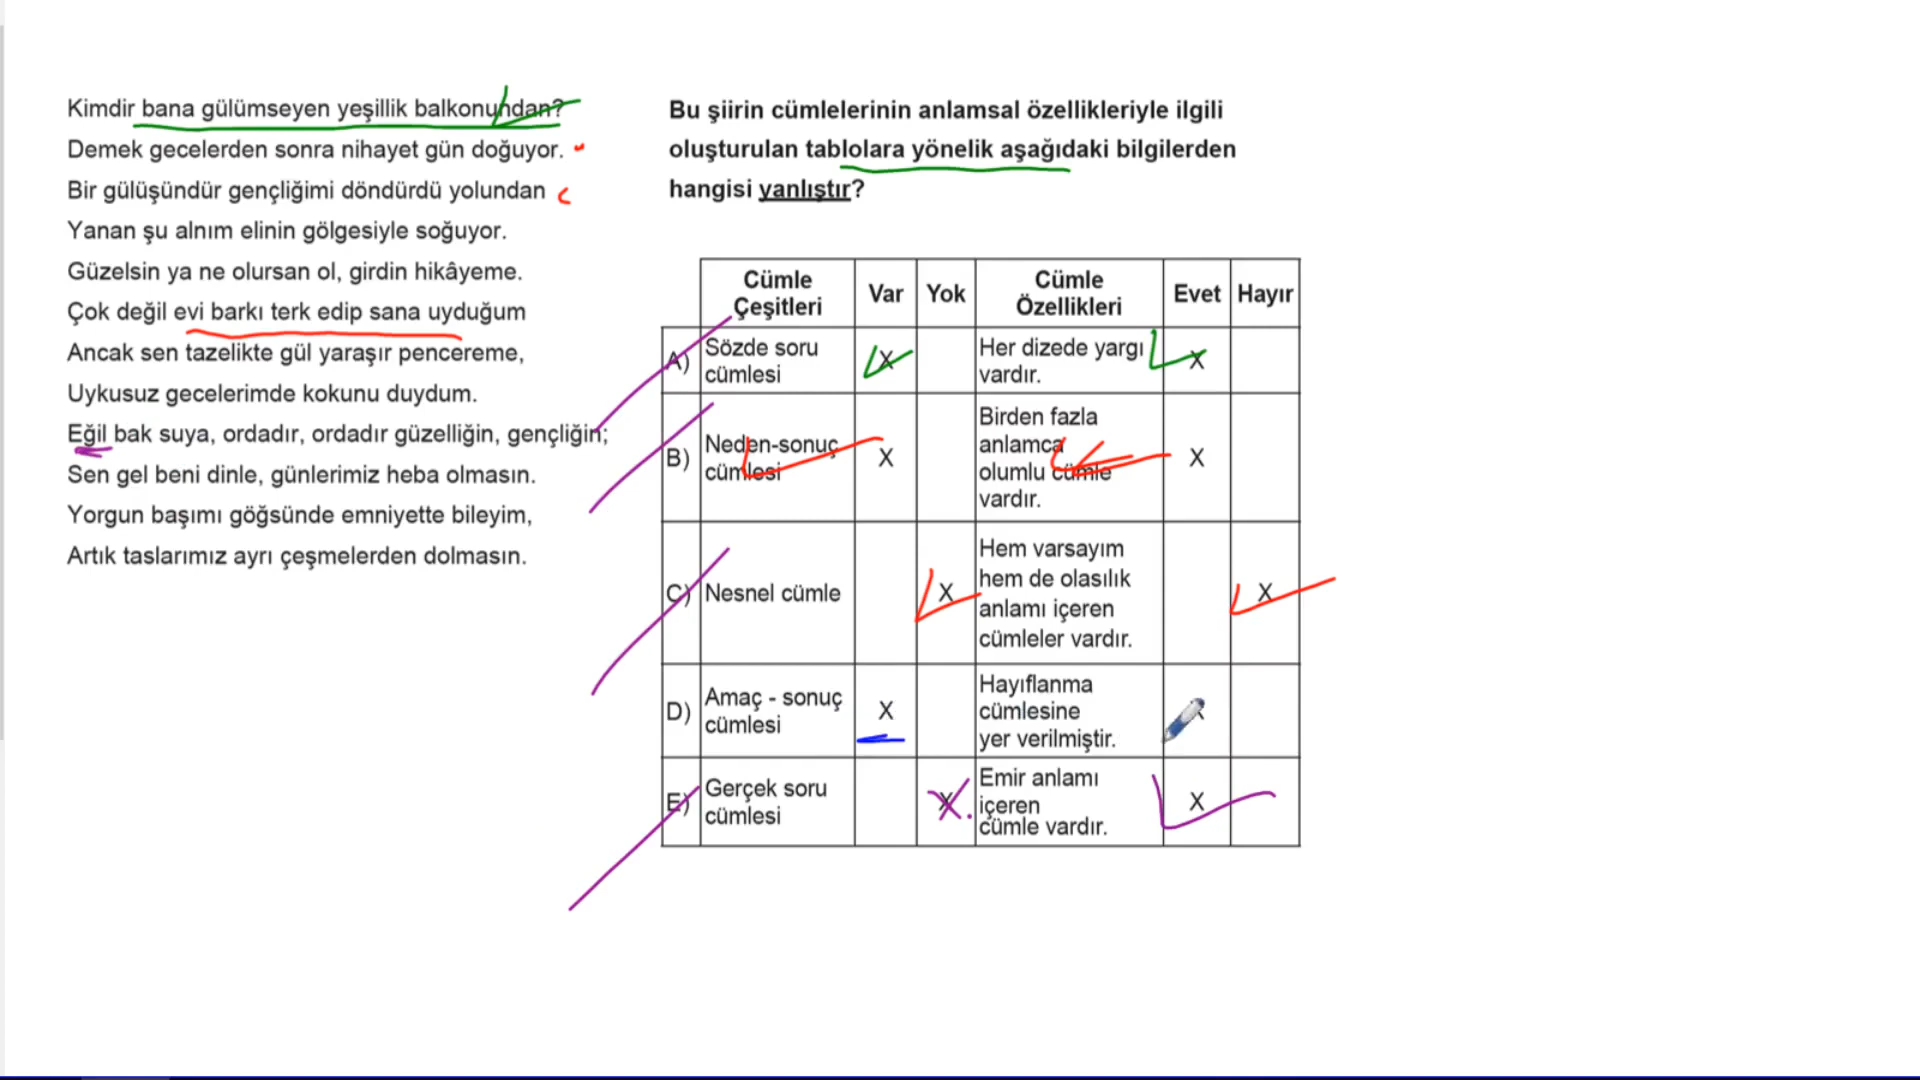 Kimdir bana gülümseyen yeşillik balkonundan?
Demek gecelerden sonra nihayet gün doğuyor.
Bir gülüşündür gençliğimi döndürdü yolundan
Yanan şu alnım elinin gölgesiyle soğuyor.
Güzelsin ya ne olursan ol, girdin hikâyeme.
Çok değil evi barkı terk edip sana uyduğum
Ancak sen tazelikte gül yaraşır pencereme,
Uykusuz gecelerimde kokunu duydum.
Eğil bak suya, ordadır, ordadır güzelliğin, gençliğin;
Sen gel beni dinle, günlerimiz heba olmasın.
Yorgun başımı göğsünde emniyette bileyim,
Artık taslarımız ayrı çeşmelerden dolmasın.
Bu şiirin cümlelerinin anlamsal özellikleriyle ilgili
oluşturulan tablolara yönelik aşağıdaki bilgilerden
hangisi yanlıştır?
Cümle Çeşitleri Var Yok Cümle Özellikleri Evet Hayır
A) Sözde soru cümlesi X Her dizede yargı vardır. X
B) Neden-sonuç cümlesi X Birden fazla anlamca olumlu cümle vardır. X
C) Nesnel cümle X Hem varsayım hem de olasılık anlamı içeren cümleler vardır. X
D) Amaç - sonuç cümlesi X Hayıflanma cümlesine yer verilmiştir.
E) Gerçek soru cümlesi X Emir anlamı içeren cümle vardır. X